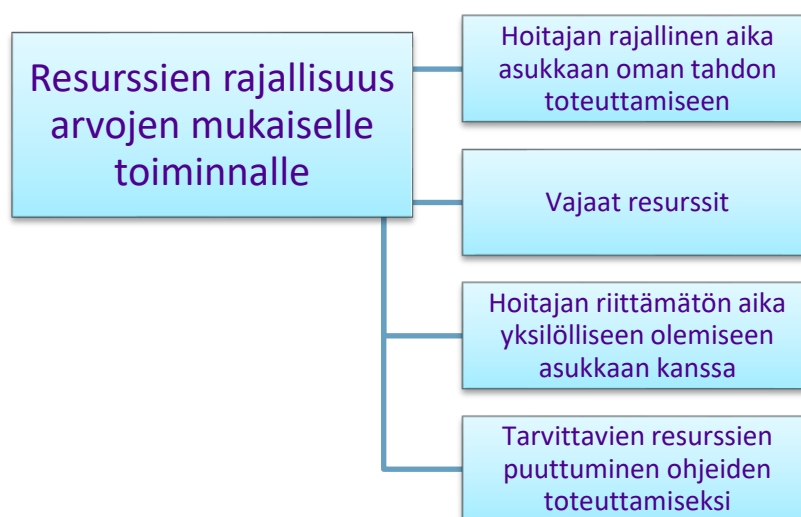 Resurssien rajallisuus
arvojen mukaiselle
toiminnalle
Hoitajan rajallinen aika
asukkaan oman tahdon
toteuttamiseen
Vajaat resurssit
Hoitajan riittämätön aika
yksilölliseen olemiseen
asukkaan kanssa
Tarvittavien resurssien
puuttuminen ohjeiden
toteuttamiseksi